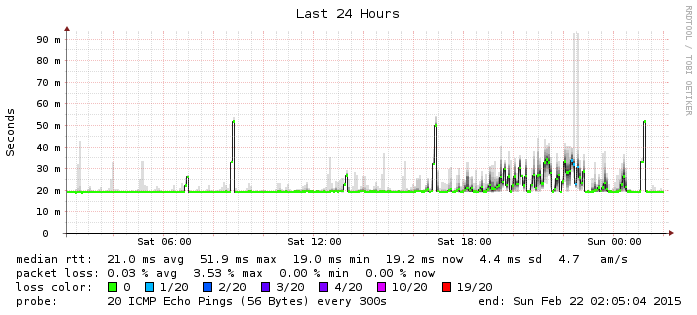 Last 24 Hours
RRDTOOL / TOBI OETIKER
Seconds
90 m
80 m
70 m
60 m
50 m
40 m
30 m
20 m
10 m
0
Sat 06:00 Sat 12:00 Sat 18:00 Sun 00:00
median rtt: 21.0 ms avg 51.9 ms max 19.0 ms min 19.2 ms now 4.4 ms sd 4.7 am/s
packet loss: 0.03 % avg 3.53 % max 0.00 % min 0.00 % now
loss color: 0 1/20 2/20 3/20 4/20 10/20 19/20
probe: 20 ICMP Echo Pings (56 Bytes) every 300s end: Sun Feb 22 02:05:04 2015